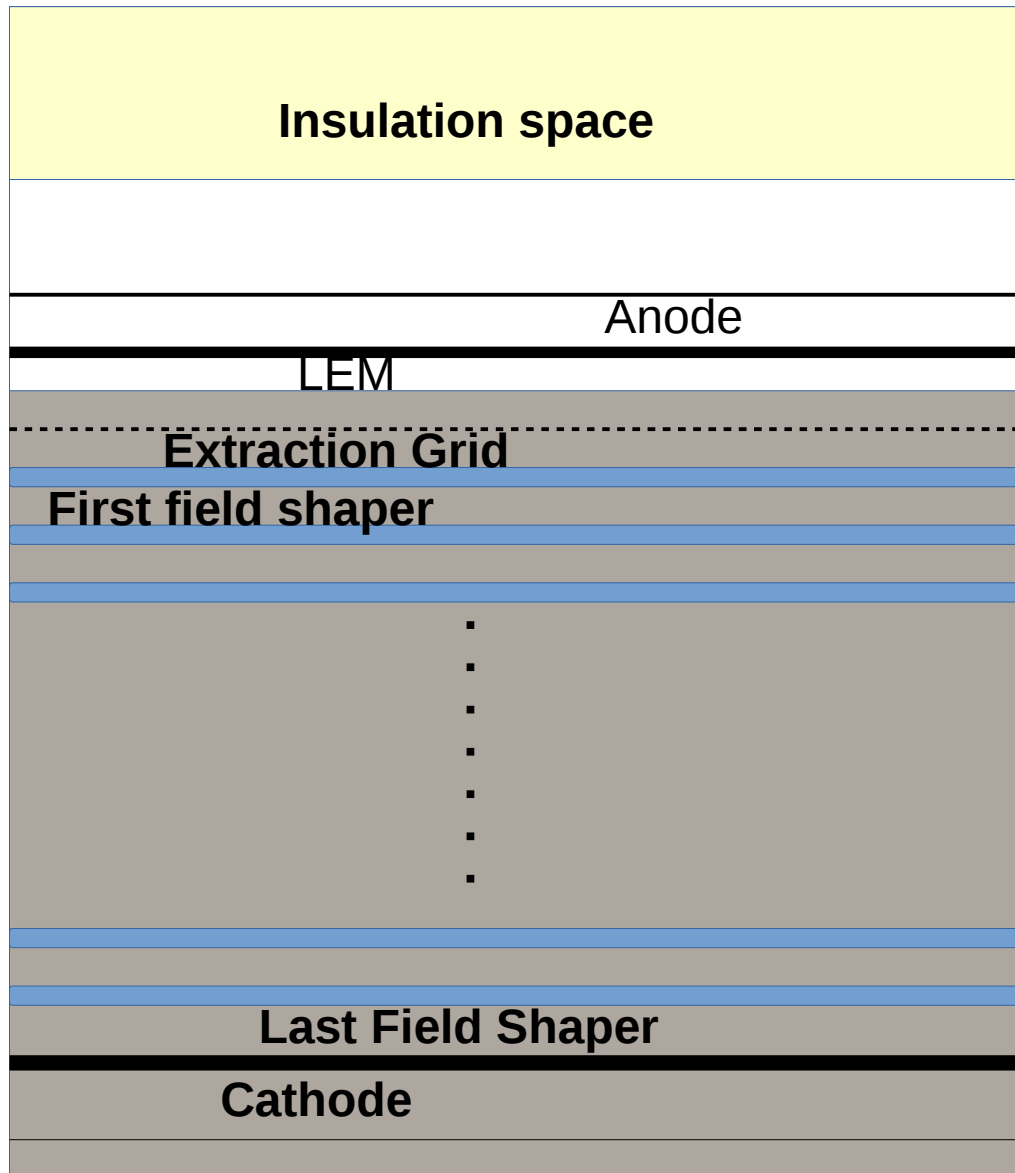 Insulation space
Anode
LEM
Extraction Grid
First field shaper
Last Field Shaper
Cathode